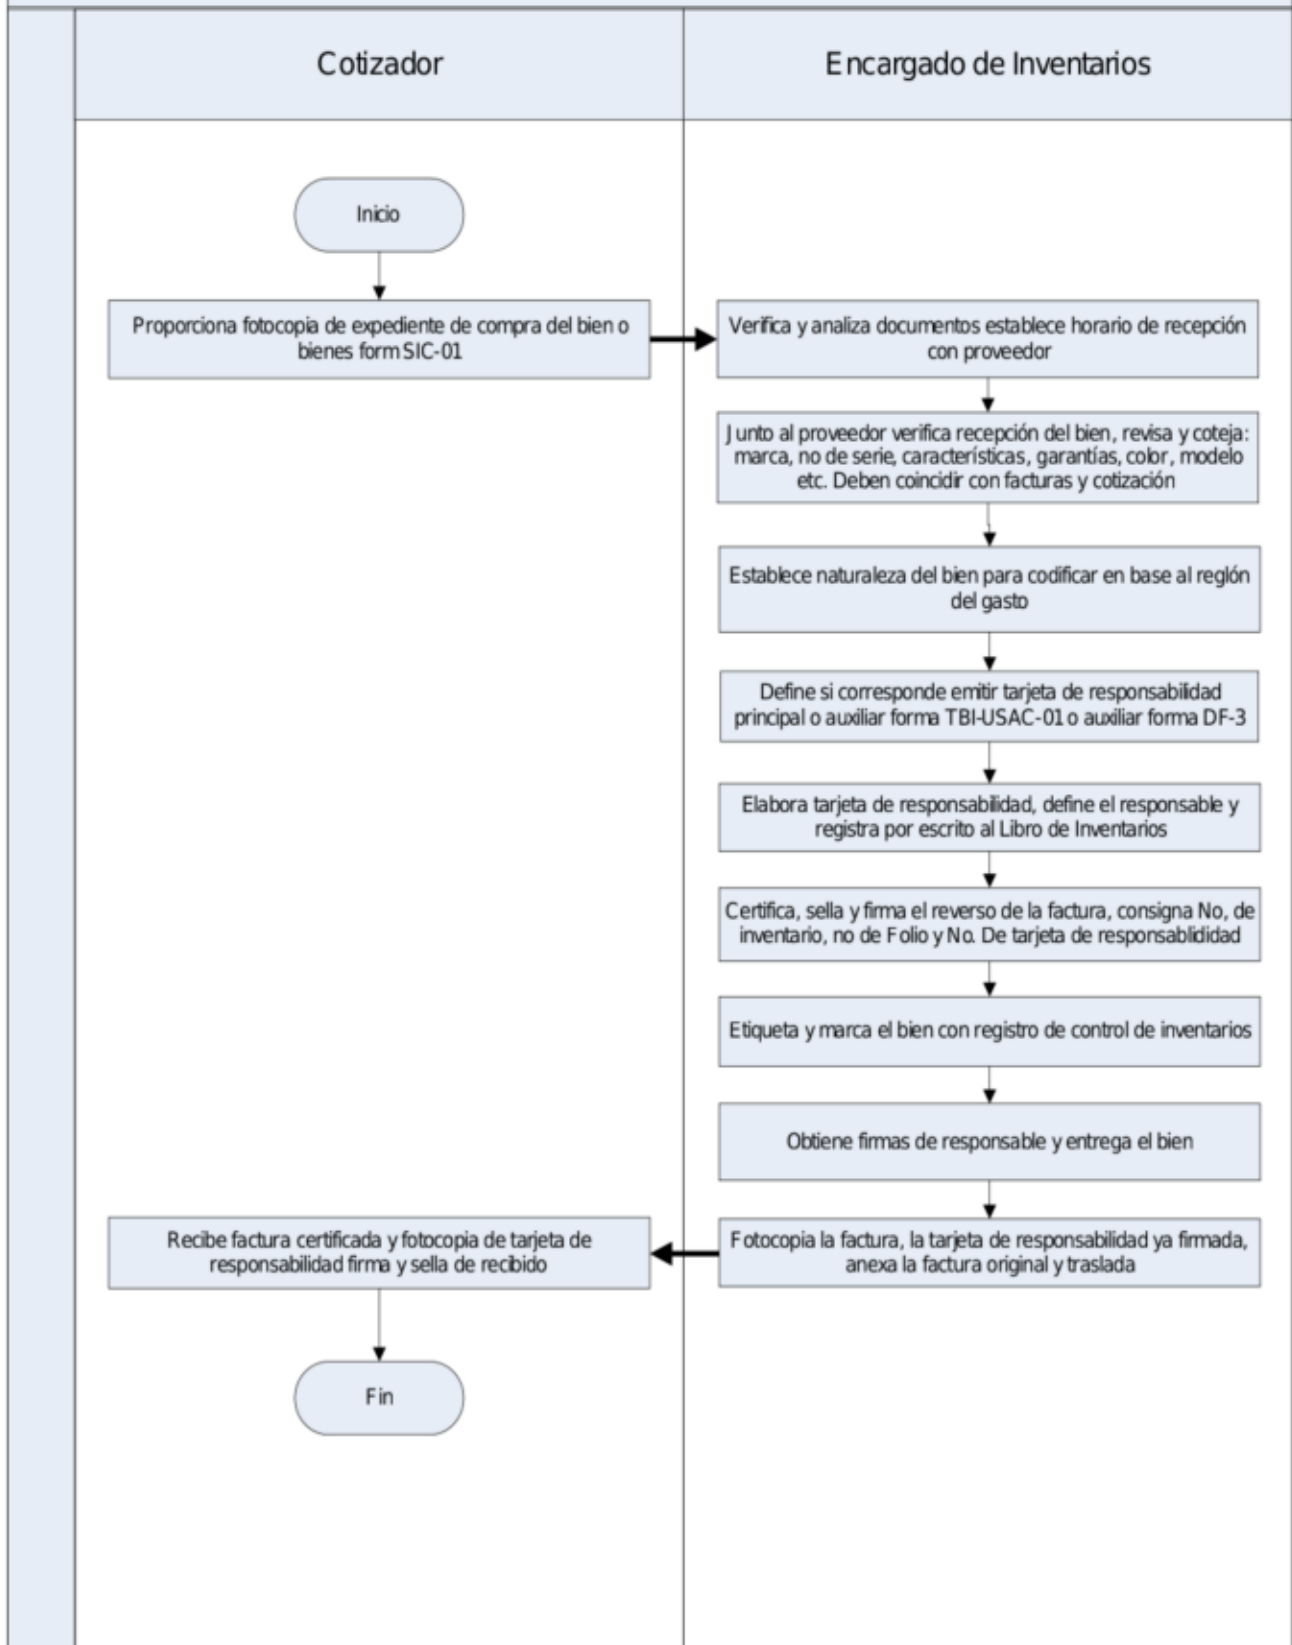 Cotizador
Encargado de Inventarios
Inicio
Proporciona fotocopia de expediente de compra del bien o
bienes form SIC-01
Verifica y analiza documentos establece horario de recepción
con proveedor
Junto al proveedor verifica recepción del bien, revisa y coteja:
marca, no de serie, características, garantías, color, modelo
etc. Deben coincidir con facturas y cotización
Establece naturaleza del bien para codificar en base al reglón
del gasto
Define si corresponde emitir tarjeta de responsabilidad
principal o auxiliar forma TBI-USAC-01 o auxiliar forma DF-3
Elabora tarjeta de responsabilidad, define el responsable y
registra por escrito al Libro de Inventarios
Certifica, sella y firma el reverso de la factura, consigna No, de
inventario, no de Folio y No. De tarjeta de responsablididad
Etiqueta y marca el bien con registro de control de inventarios
Obtiene firmas de responsable y entrega el bien
Fotocopia la factura, la tarjeta de responsabilidad ya firmada,
anexa la factura original y traslada
Recibe factura certificada y fotocopia de tarjeta de
responsabilidad firma y sella de recibido
Fin